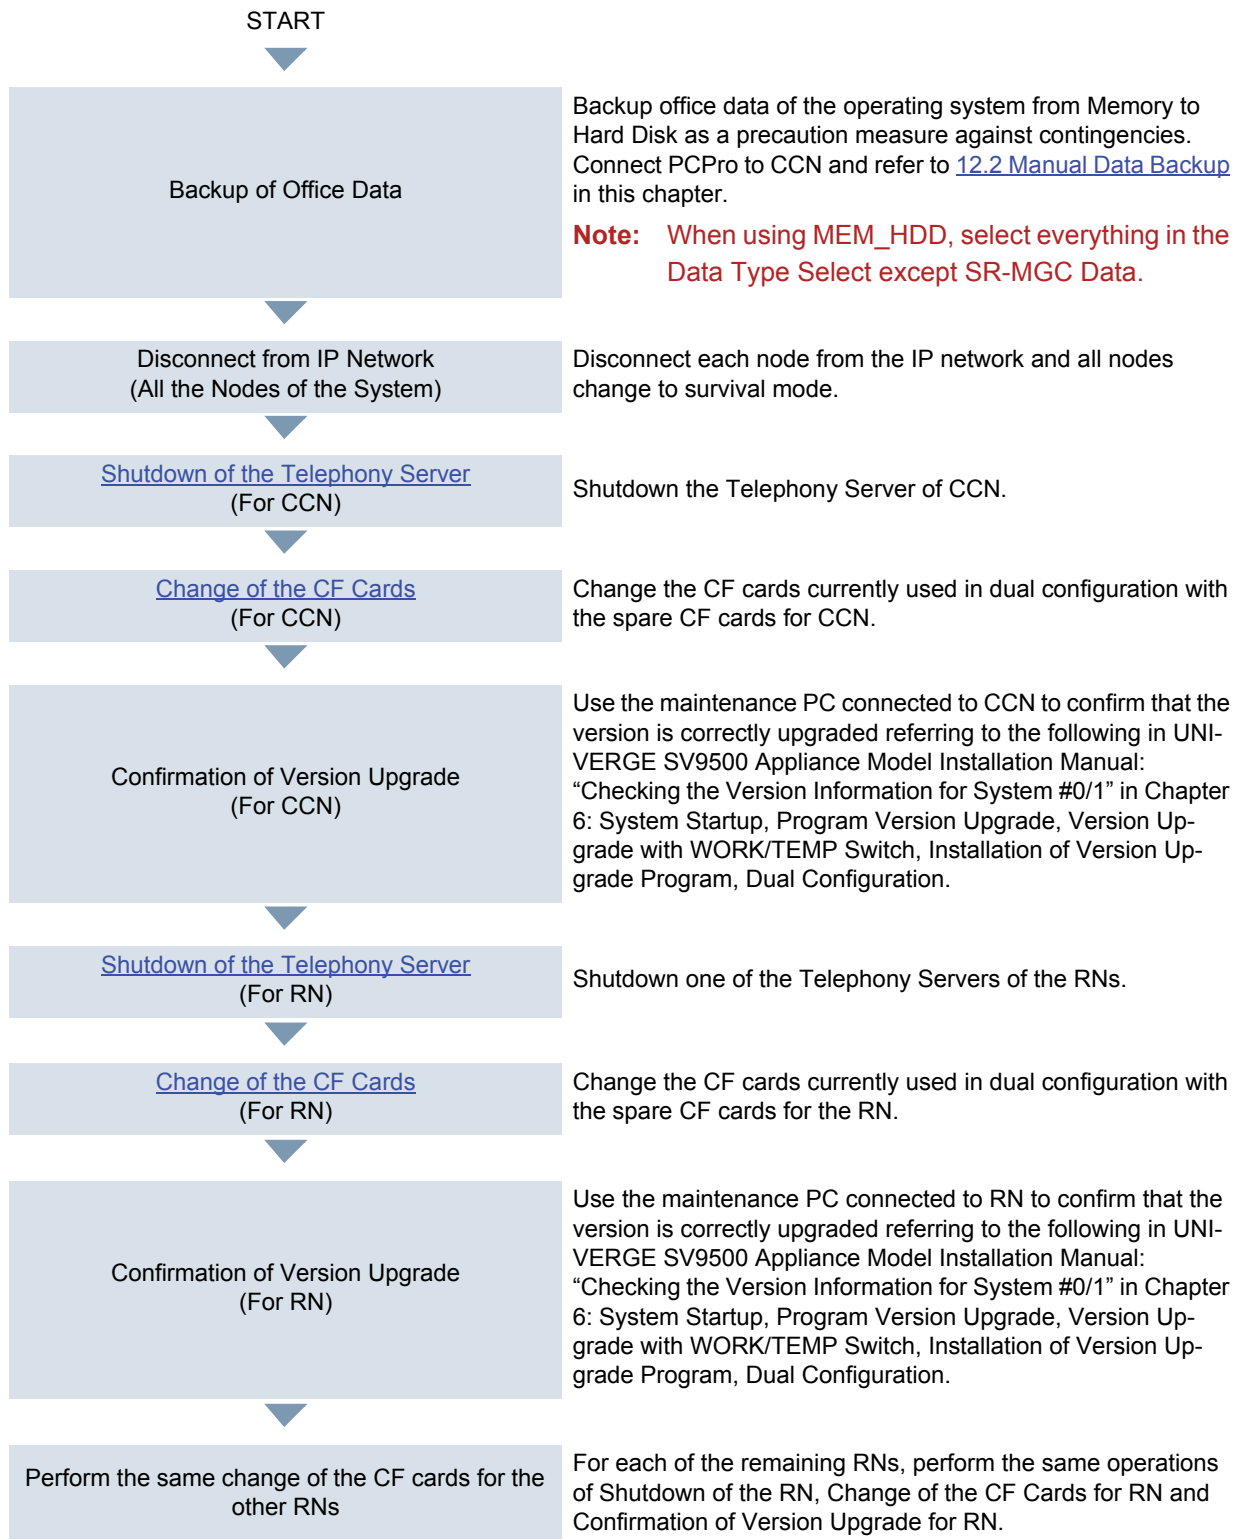 START
Backup of Office Data
Backup office data of the operating system from Memory to
Hard Disk as a precaution measure against contingencies.
Connect PCPro to CCN and refer to 12.2 Manual Data Backup
in this chapter.
Note: When using MEM_HDD, select everything in the
Data Type Select except SR-MGC Data.
Disconnect from IP Network
(All the Nodes of the System)
Disconnect each node from the IP network and all nodes
change to survival mode.
Shutdown of the Telephony Server
(For CCN)
Shutdown the Telephony Server of CCN.
Change of the CF Cards
(For CCN)
Change the CF cards currently used in dual configuration with
the spare CF cards for CCN.
Confirmation of Version Upgrade
(For CCN)
Use the maintenance PC connected to CCN to confirm that the
version is correctly upgraded referring to the following in UNI-
VERGE SV9500 Appliance Model Installation Manual:
“Checking the Version Information for System #0/1” in Chapter
6: System Startup, Program Version Upgrade, Version Up-
grade with WORK/TEMP Switch, Installation of Version Up-
grade Program, Dual Configuration.
Shutdown of the Telephony Server
(For RN)
Shutdown one of the Telephony Servers of the RNs.
Change of the CF Cards
(For RN)
Change the CF cards currently used in dual configuration with
the spare CF cards for the RN.
Confirmation of Version Upgrade
(For RN)
Use the maintenance PC connected to RN to confirm that the
version is correctly upgraded referring to the following in UNI-
VERGE SV9500 Appliance Model Installation Manual:
“Checking the Version Information for System #0/1” in Chapter
6: System Startup, Program Version Upgrade, Version Up-
grade with WORK/TEMP Switch, Installation of Version Up-
grade Program, Dual Configuration.
Perform the same change of the CF cards for the
other RNs
For each of the remaining RNs, perform the same operations
of Shutdown of the RN, Change of the CF Cards for RN and
Confirmation of Version Upgrade for RN.